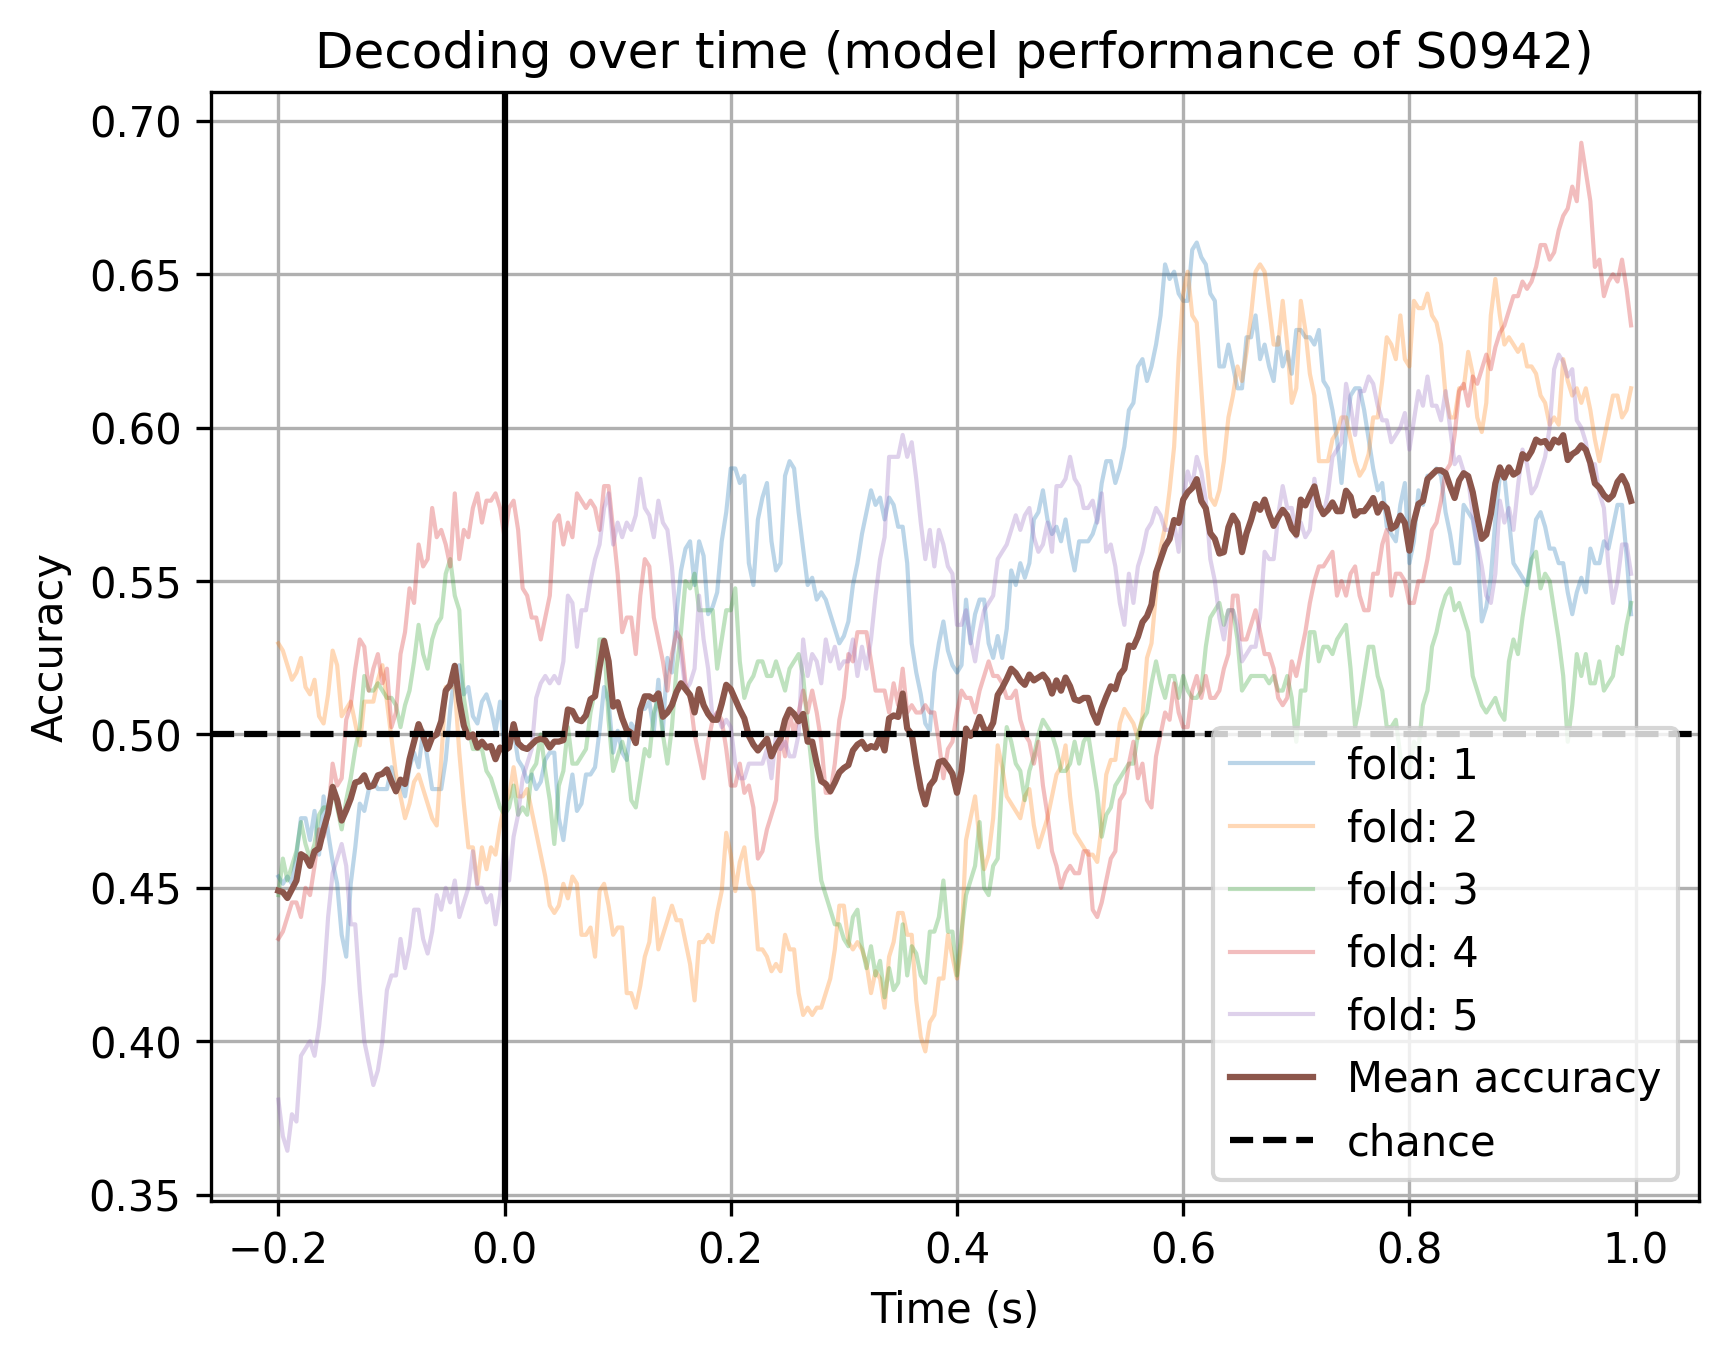 Decoding over time (model performance of S0942)
Accuracy
0.70
0.65
0.60
0.55
0.50
0.45
0.40
0.35
fold: 1
fold: 2
fold: 3
fold: 4
fold: 5
Mean accuracy
chance
−0.2 0.0 0.2 0.4 0.6 0.8 1.0
Time (s)